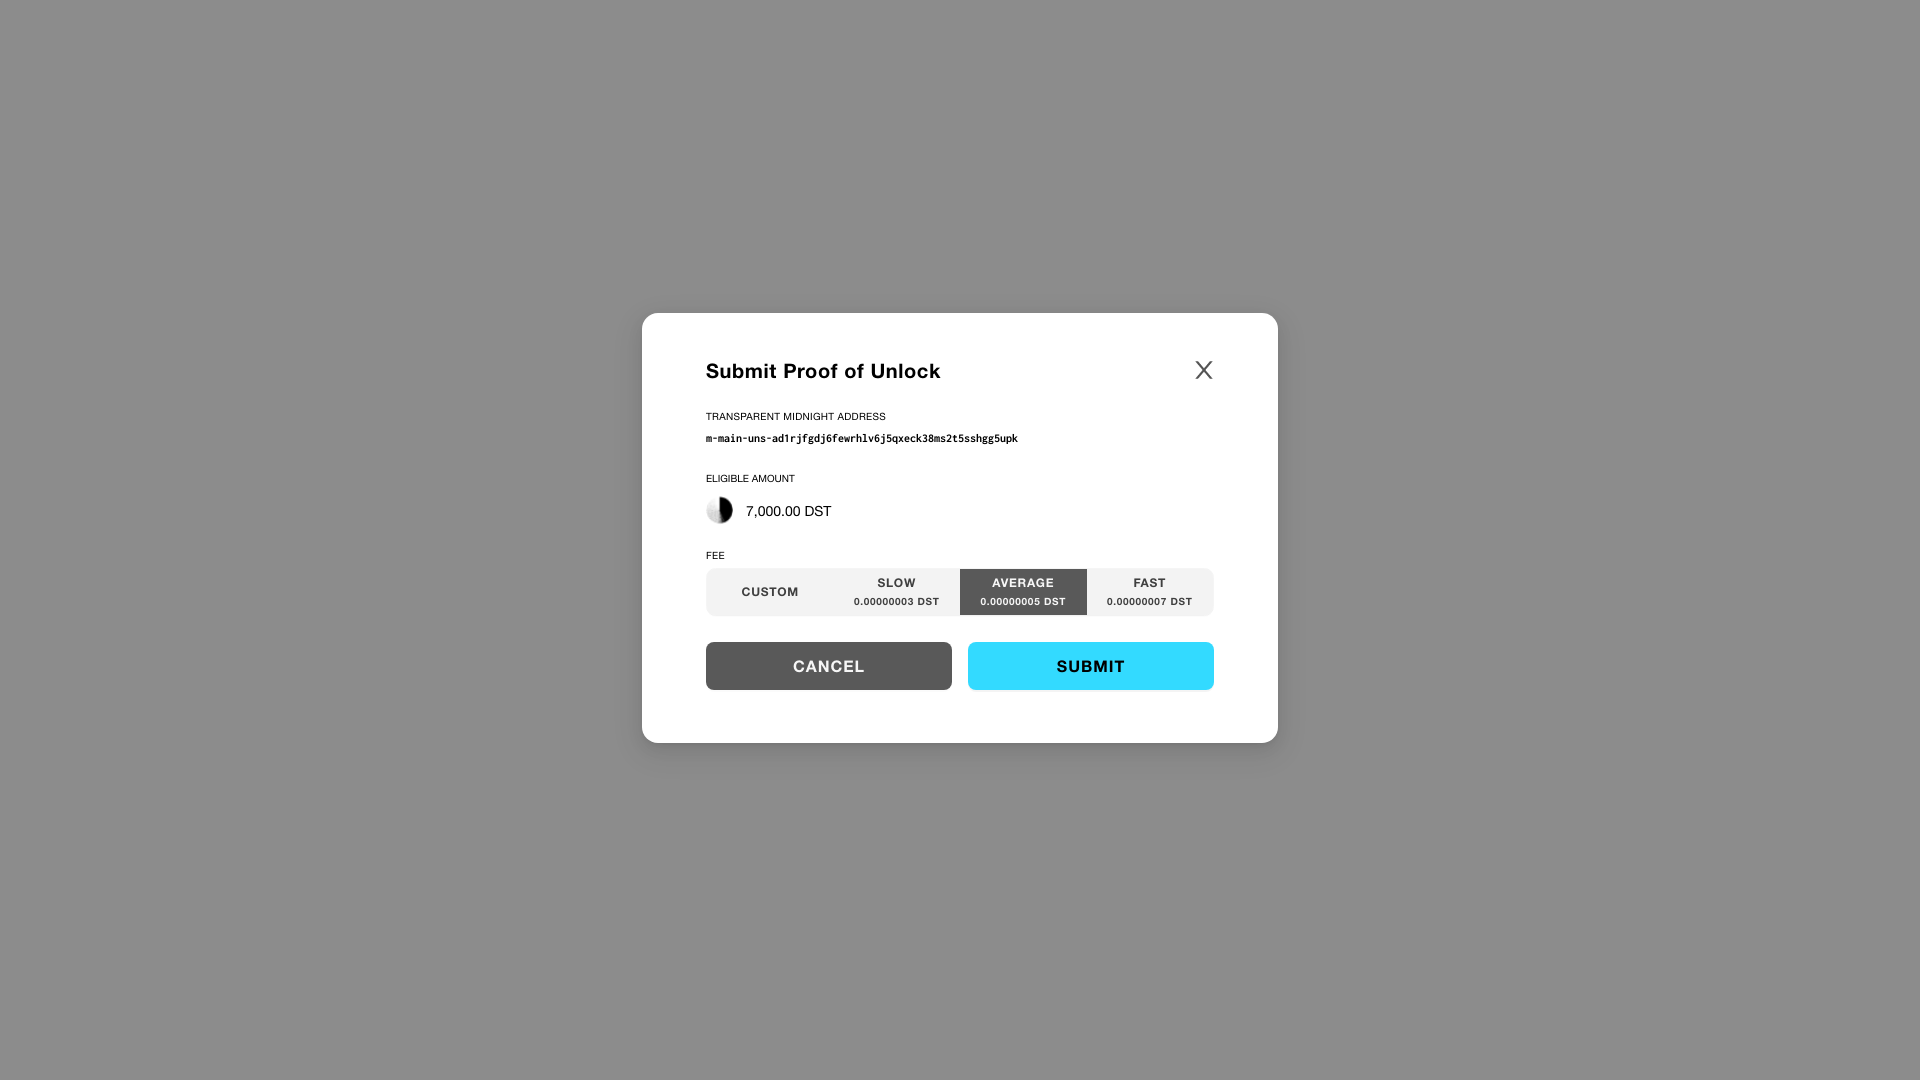 Submit Proof of Unlock
X
TRANSPARENT MIDNIGHT ADDRESS
m-main-uns-ad1rjfgdj6fewrhlv6j5qxeck38ms2t5sshgg5upk
ELIGIBLE AMOUNT
7,000.00 DST
FEE
CUSTOM
SLOW
0.00000003 DST
AVERAGE
0.00000005 DST
FAST
0.00000007 DST
CANCEL
SUBMIT